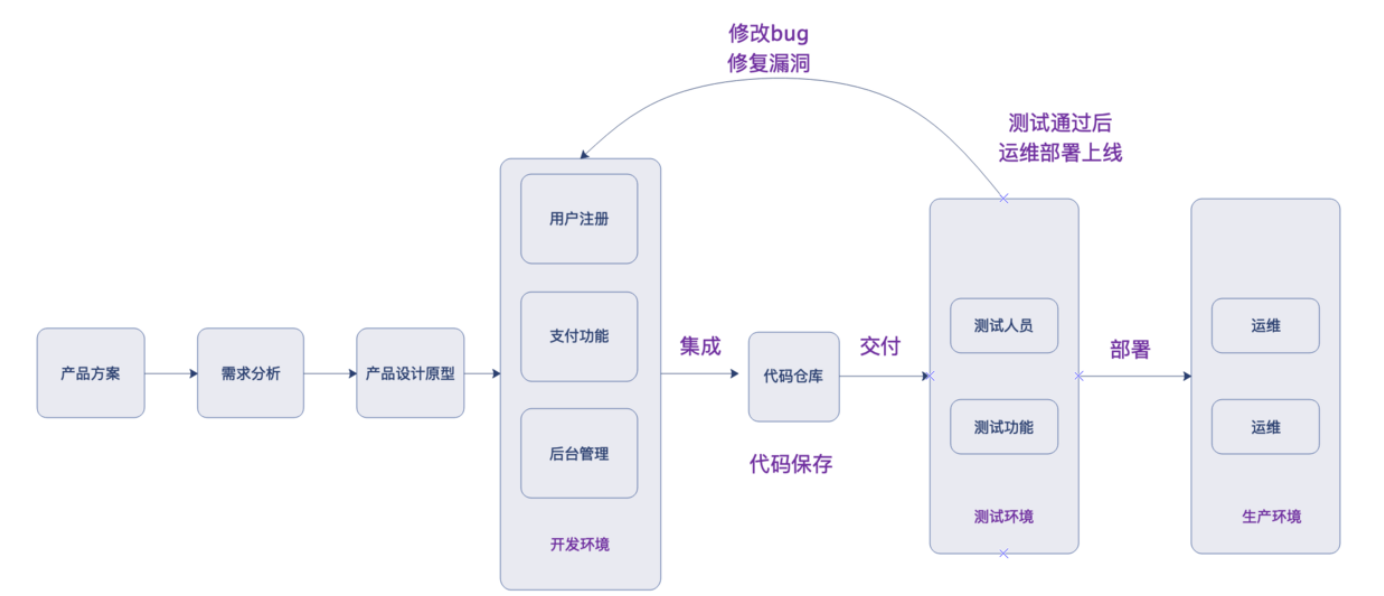 修改bug
修复漏洞
测试通过后
运维部署上线
产品方案
需求分析
产品设计原型
用户注册
支付功能
后台管理
开发环境
集成
代码仓库
代码保存
交付
测试人员
测试功能
测试环境
部署
运维
运维
生产环境